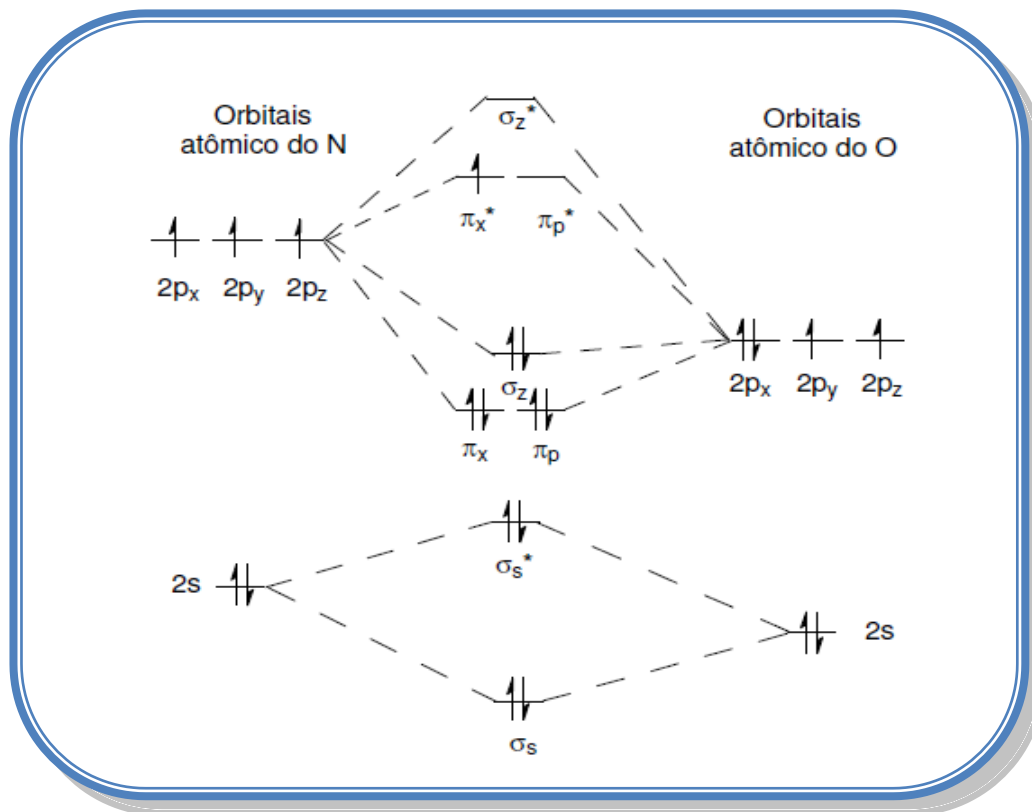 Orbitais
atômico do N
σz*
Orbitais
atômico do O
πx* πp*
2px 2py 2pz
σz
2px 2py 2pz
πx πp
σs*
2s
2s
σs